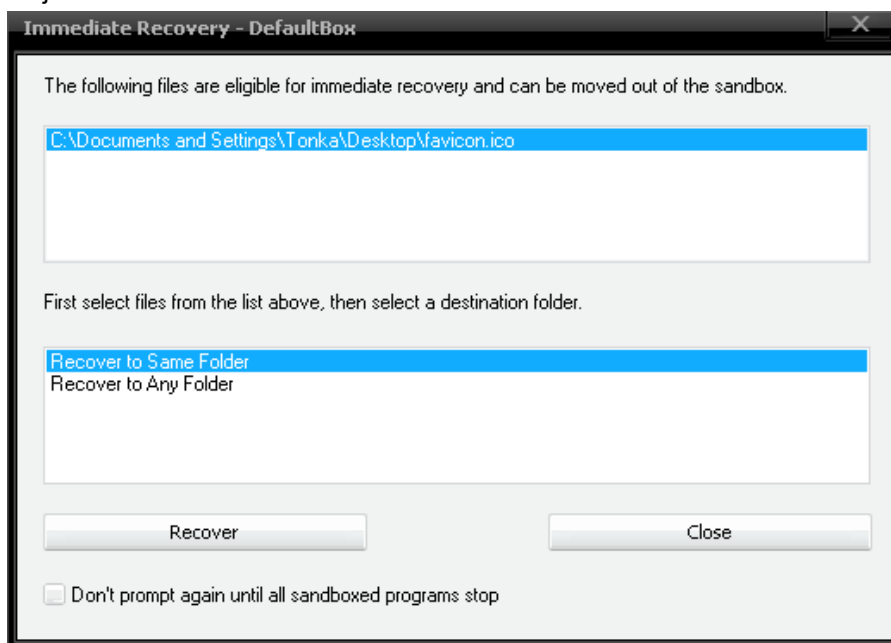 Immediate Recovery - DefaultBox
The following files are eligible for immediate recovery and can be moved out of the sandbox.
C:\Documents and Settings\Tonka\Desktop\favicon.ico
First select files from the list above, then select a destination folder.
Recover to Same Folder
Recover to Any Folder
Recover
Close
Don't prompt again until all sandboxed programs stop